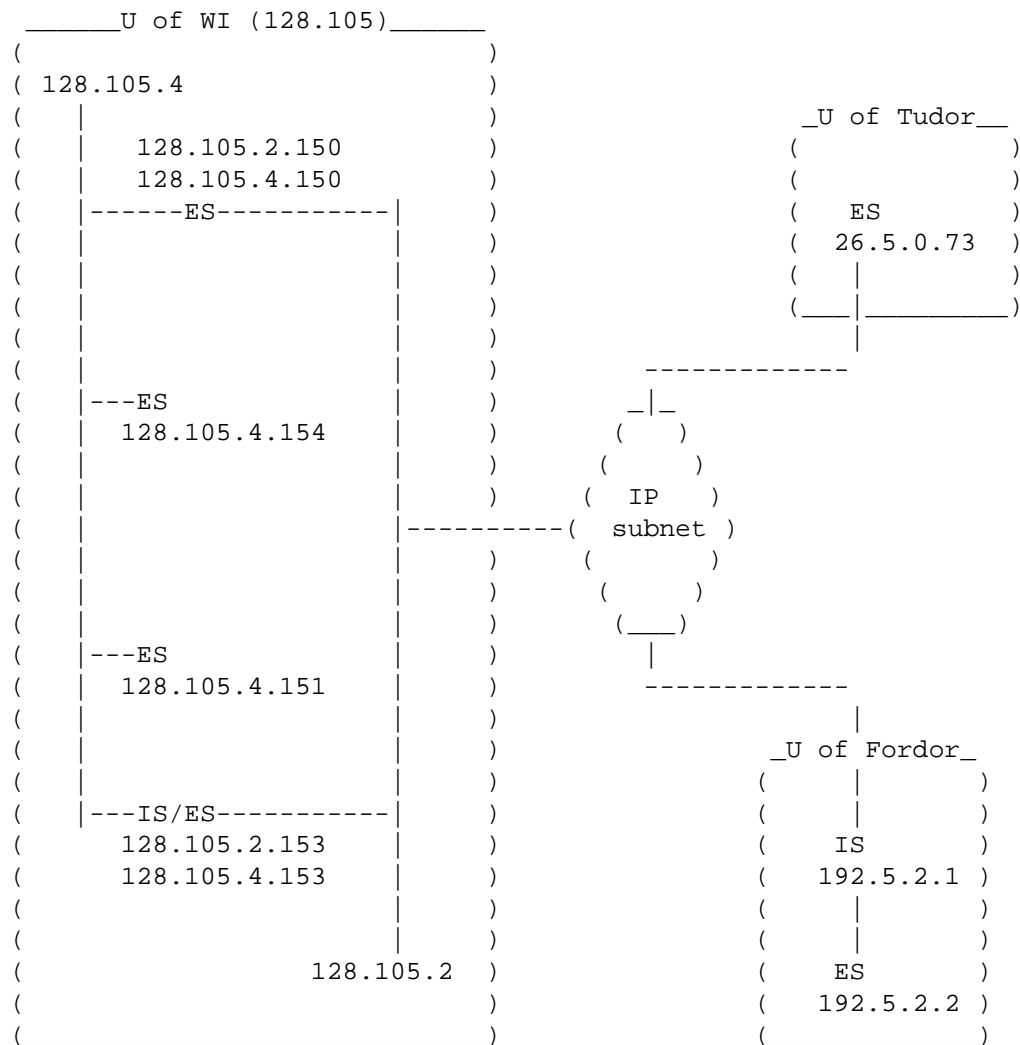 U of WI (128.105)
128.105.4
U of Tudor
128.105.2.150
128.105.4.150
ES
ES
26.5.0.73
ES
128.105.4.154
IP
subnet
ES
128.105.4.151
U of Fordor
IS/ES
IS
128.105.2.153
128.105.4.153
192.5.2.1
128.105.2
ES
192.5.2.2